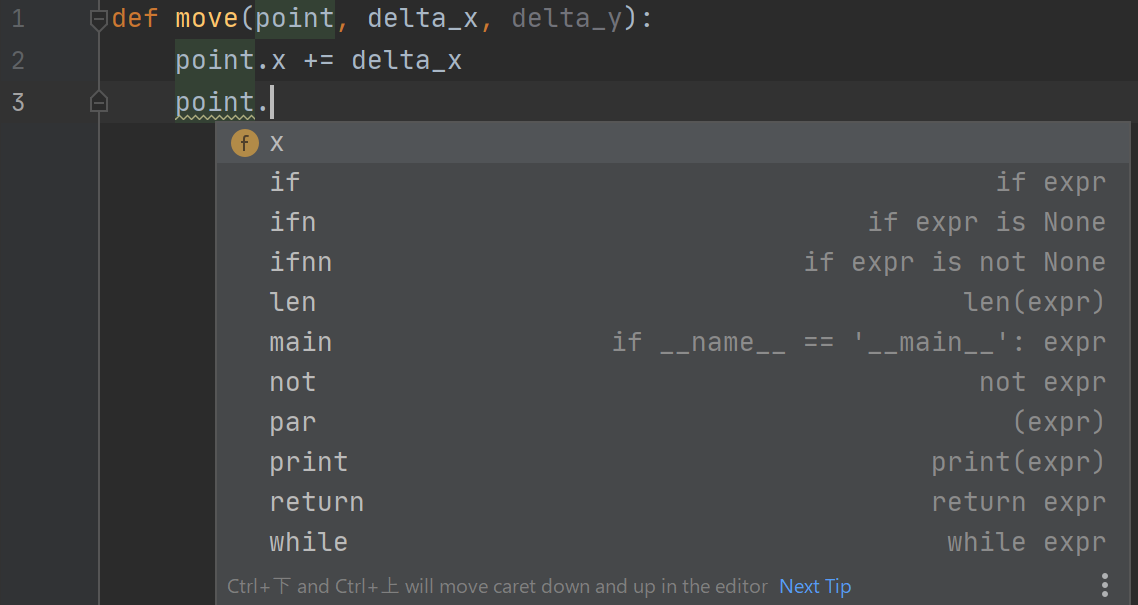 1 def move(point, delta_x, delta_y):
2 point.x += delta_x
3 point.
f x
if if expr
ifn if expr is None
ifnn if expr is not None
len len(expr)
main if __name__ == '__main__': expr
not not expr
par (expr)
print print(expr)
return return expr
while while expr
Ctrl+下 and Ctrl+上 will move caret down and up in the editor Next Tip